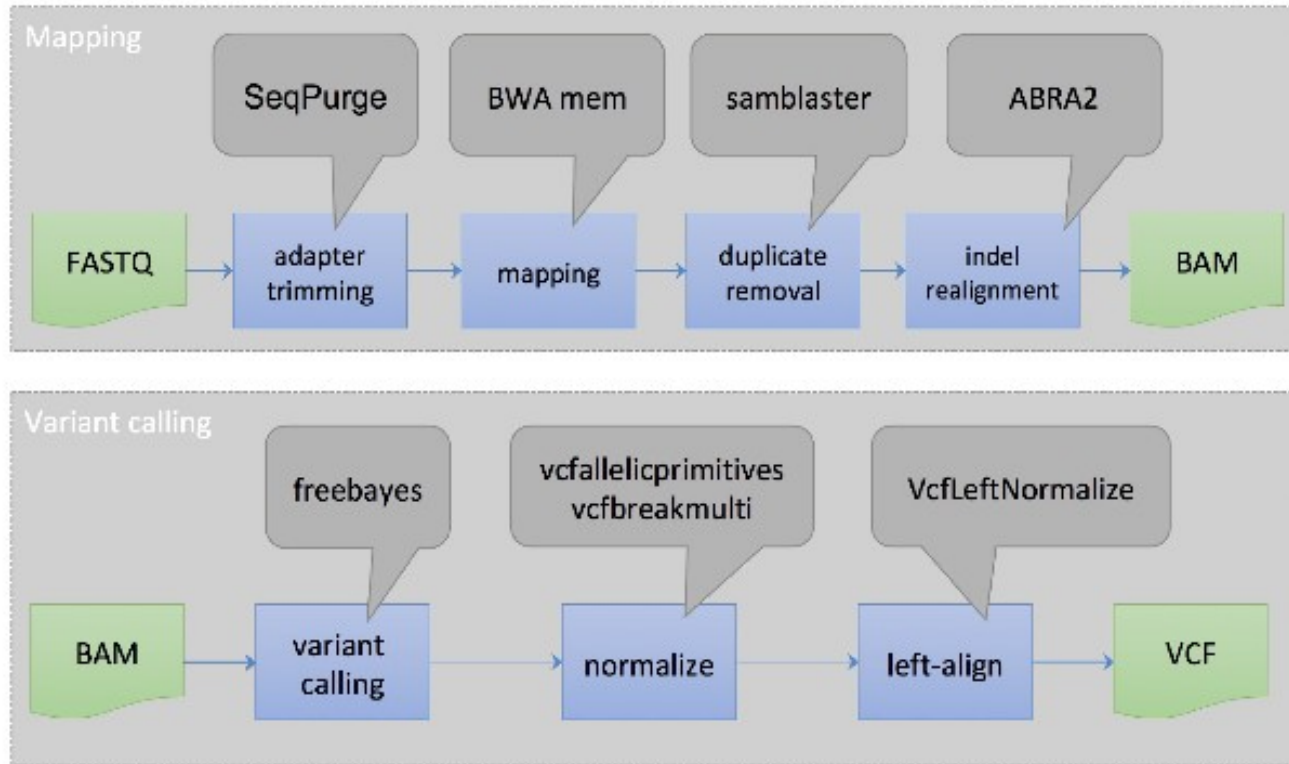 Mapping
SeqPurge
BWA mem
samblaster
ABRA2
FASTQ
adapter
trimming
mapping
duplicate
removal
indel
realignment
BAM
Variant calling
freebayes
vcfallelicprimitives
vcfbreakmulti
VcfLeftNormalize
BAM
variant
calling
normalize
left-align
VCF